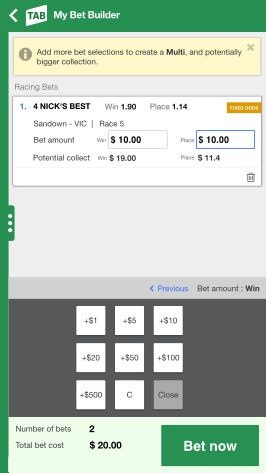 TAB My Bet Builder
Add more bet selections to create a Multi, and potentially
bigger collection.
Racing Bets
1. 4 NICK'S BEST Win 1.90 Place 1.14 FIXED ODDS
Sandown - VIC | Race 5
Bet amount Win $ 10.00 Place $ 10.00
Potential collect Win $ 19.00 Place $ 11.4
< Previous Bet amount : Win
+$1 +$5 +$10
+$20 +$50 +$100
+$500 C Close
Number of bets 2
Total bet cost $ 20.00 Bet now